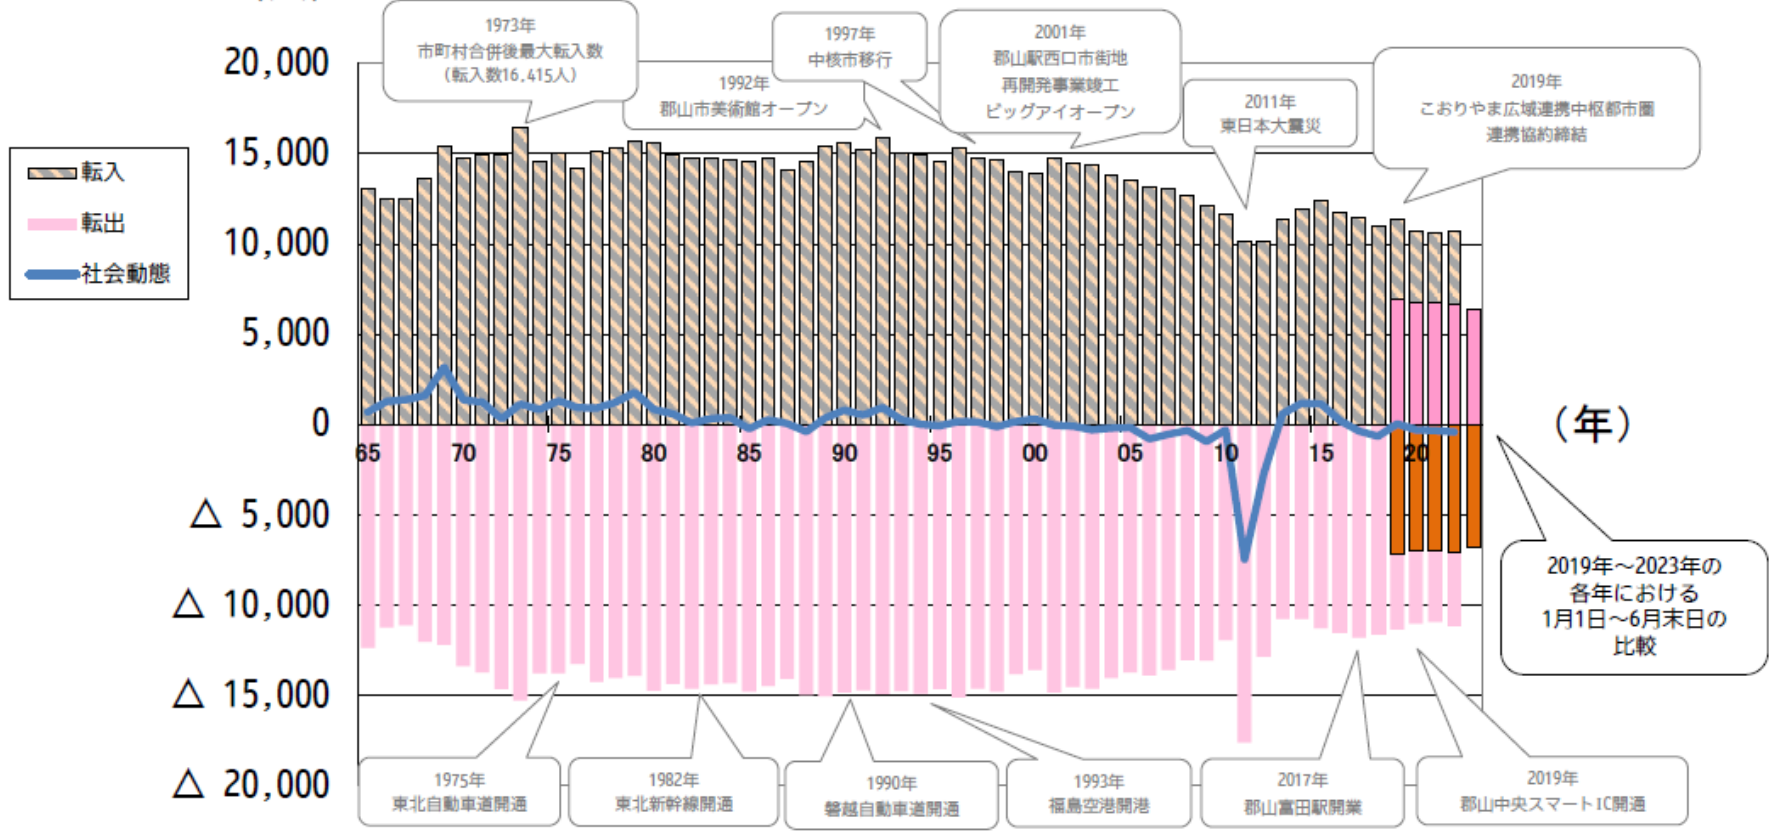 1973年
市町村合併後最大転入数
（転入数16,415人）
1992年
郡山市美術館オープン
1997年
中核市移行
2001年
郡山駅西口市街地
再開発事業竣工
ビッグアイオープン
2011年
東日本大震災
2019年
こおりやま広域連携中枢都市圏
連携協約締結
転入
転出
社会動態
20,000
15,000
10,000
5,000
0
△ 5,000
△ 10,000
△ 15,000
△ 20,000
65 70 75 80 85 90 95 00 05 10 15 20
（年）
2019年～2023年の
各年における
1月1日～6月末日の
比較
1975年
東北自動車道開通
1982年
東北新幹線開通
1990年
磐越自動車道開通
1993年
福島空港開港
2017年
郡山富田駅開業
2019年
郡山中央スマートIC開通